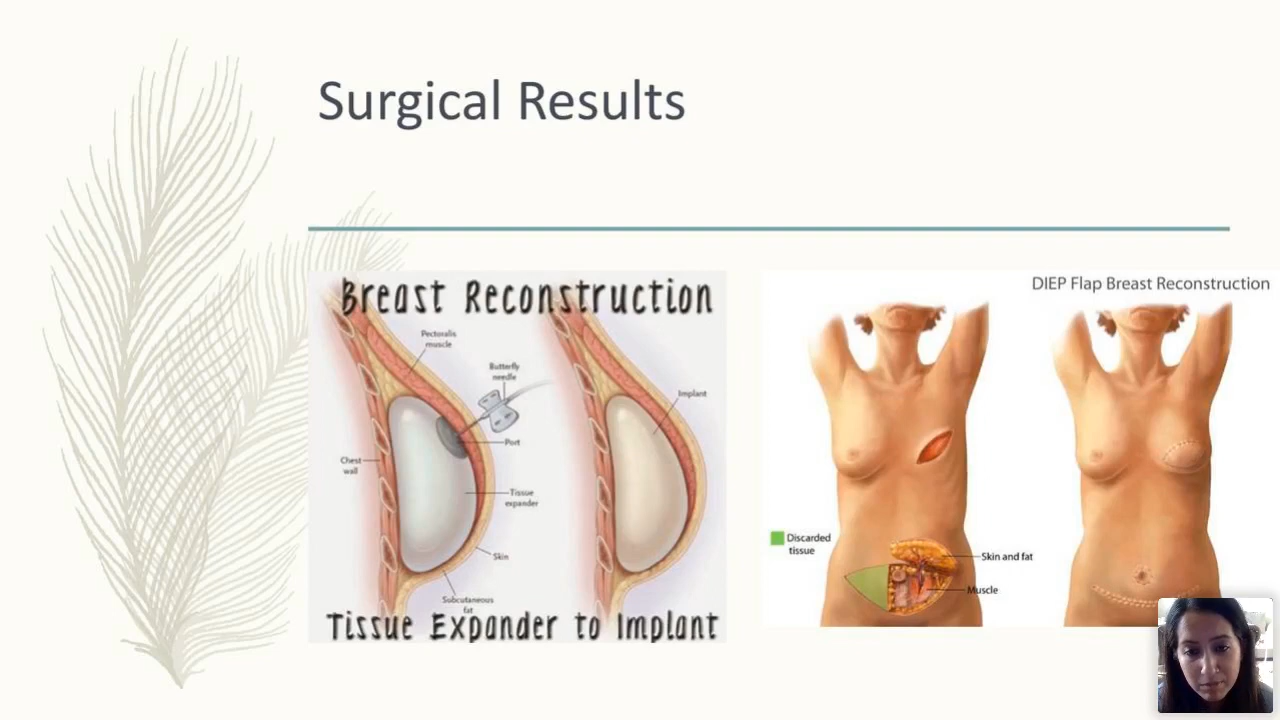 Surgical Results
Breast Reconstruction
Pectoralis
muscle
Butterfly
needle
Implant
Port
Chest
wall
Tissue
expander
Skin
Subcutaneous
fat
Tissue Expander to Implant
DIEP Flap Breast Reconstruction
Discarded
tissue
Skin and fat
Muscle